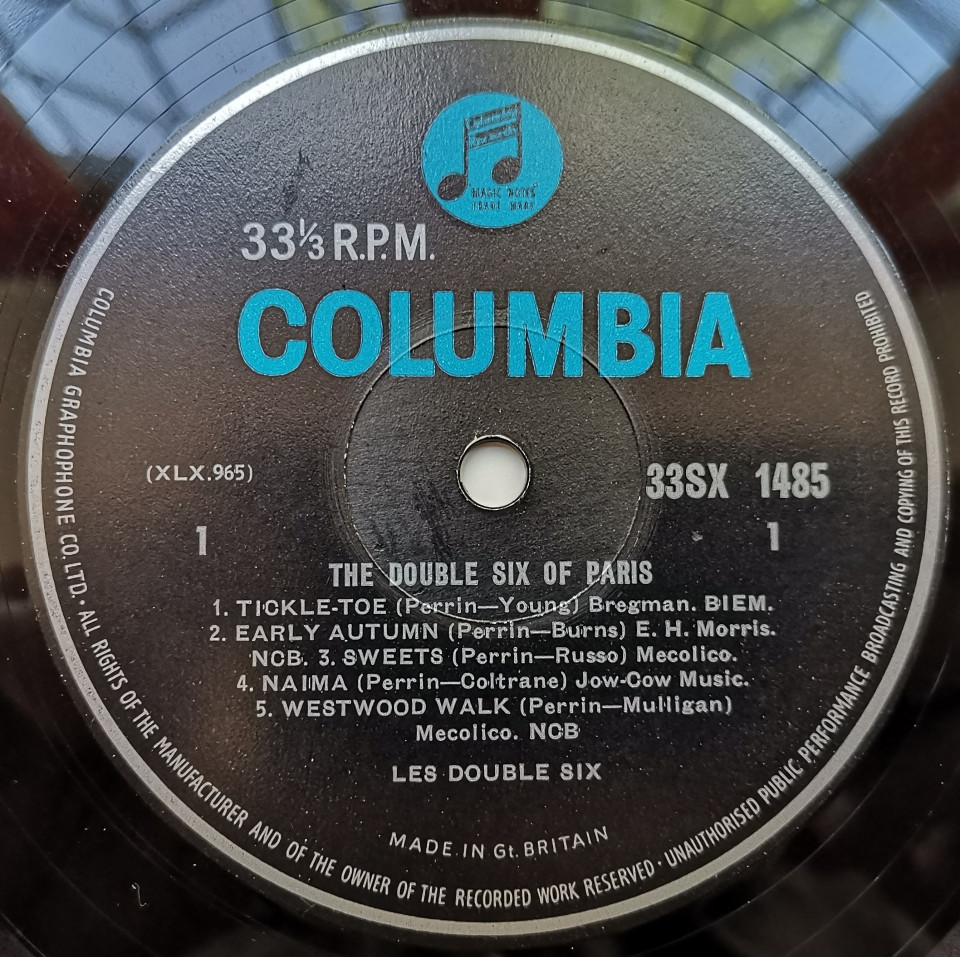 MAGIC NOTES
TRADE MARK
33⅓ R.P.M.
COLUMBIA
(XLX.965)
33SX 1485
1
1
THE DOUBLE SIX OF PARIS
1. TICKLE-TOE (Perrin—Young) Bregman. BIEM.
2. EARLY AUTUMN (Perrin—Burns) E. H. Morris.
NCB. 3. SWEETS (Perrin—Russo) Mecolico.
4. NAIMA (Perrin—Coltrane) Jow-Cow Music.
5. WESTWOOD WALK (Perrin—Mulligan)
Mecolico. NCB
LES DOUBLE SIX
MADE IN Gt. BRITAIN
COLUMBIA GRAPHOPHONE CO. LTD. · ALL RIGHTS OF THE MANUFACTURER AND OF THE OWNER OF THE RECORDED WORK RESERVED · UNAUTHORISED PUBLIC PERFORMANCE BROADCASTING AND COPYING OF THIS RECORD PROHIBITED